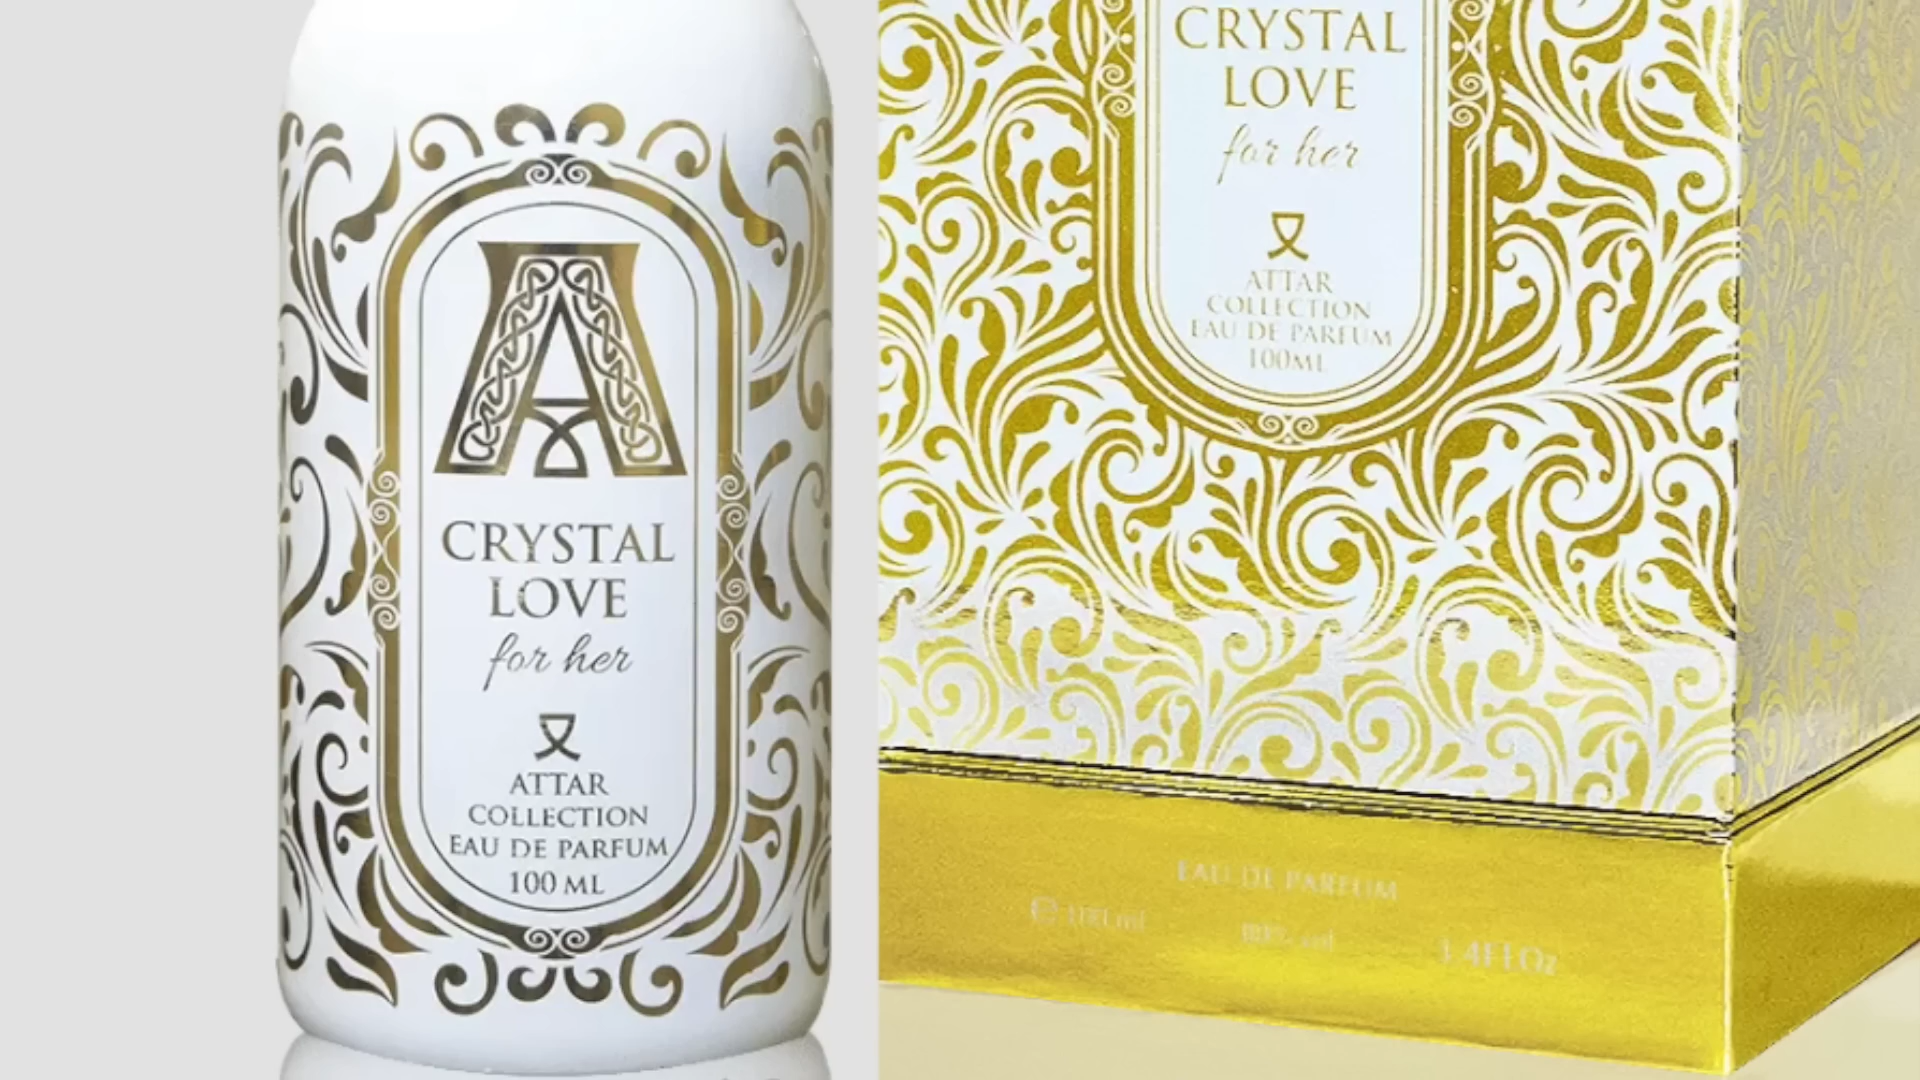 A
CRYSTAL
LOVE
for her
ATTAR
COLLECTION
EAU DE PARFUM
100 ML
CRYSTAL
LOVE
for her
ATTAR
COLLECTION
EAU DE PARFUM
100ML
EAU DE PARFUM